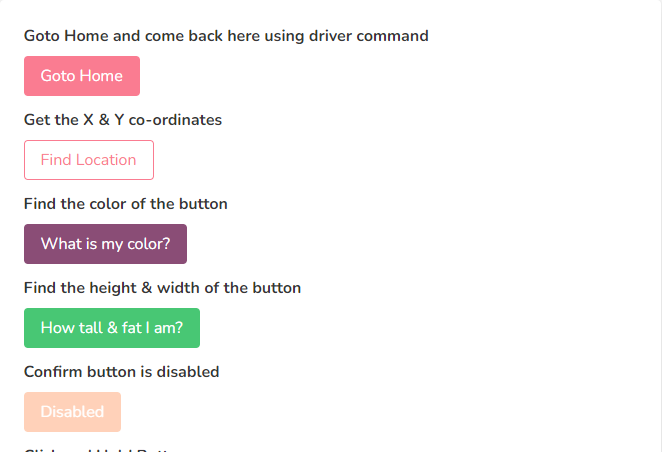 Goto Home and come back here using driver command
Goto Home
Get the X & Y co-ordinates
Find Location
Find the color of the button
What is my color?
Find the height & width of the button
How tall & fat I am?
Confirm button is disabled
Disabled